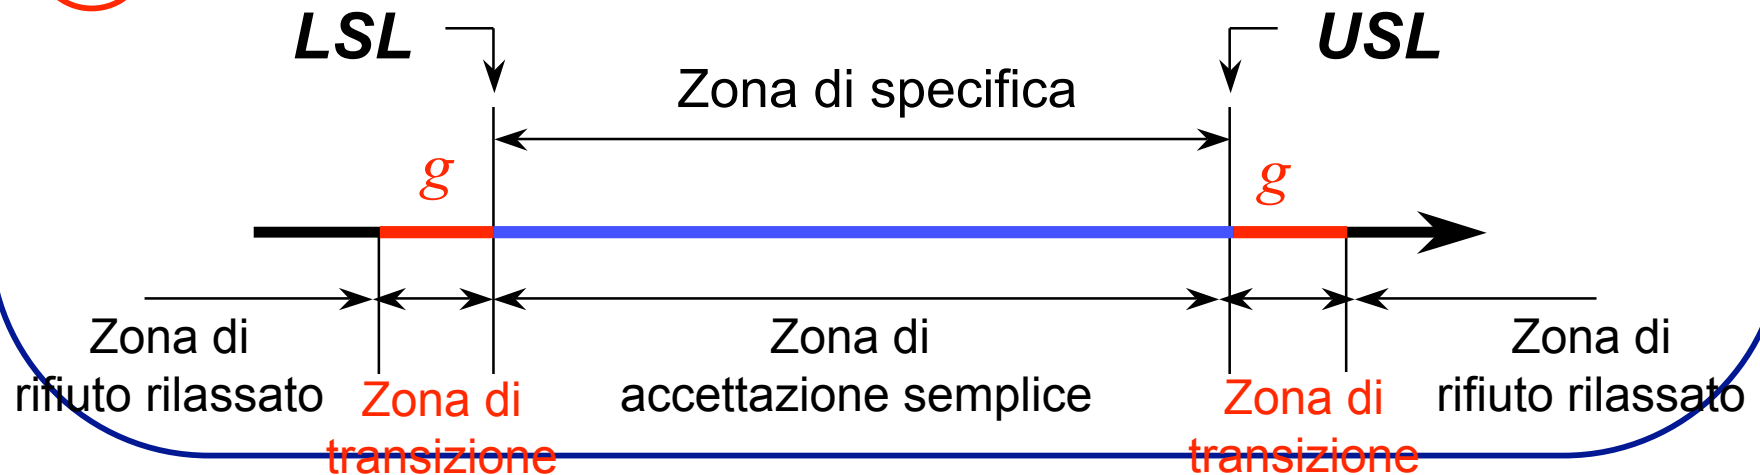 LSL
USL
Zona di specifica
g
g
Zona di
rifiuto rilassato
Zona di
transizione
Zona di
accettazione semplice
Zona di
transizione
Zona di
rifiuto rilassato